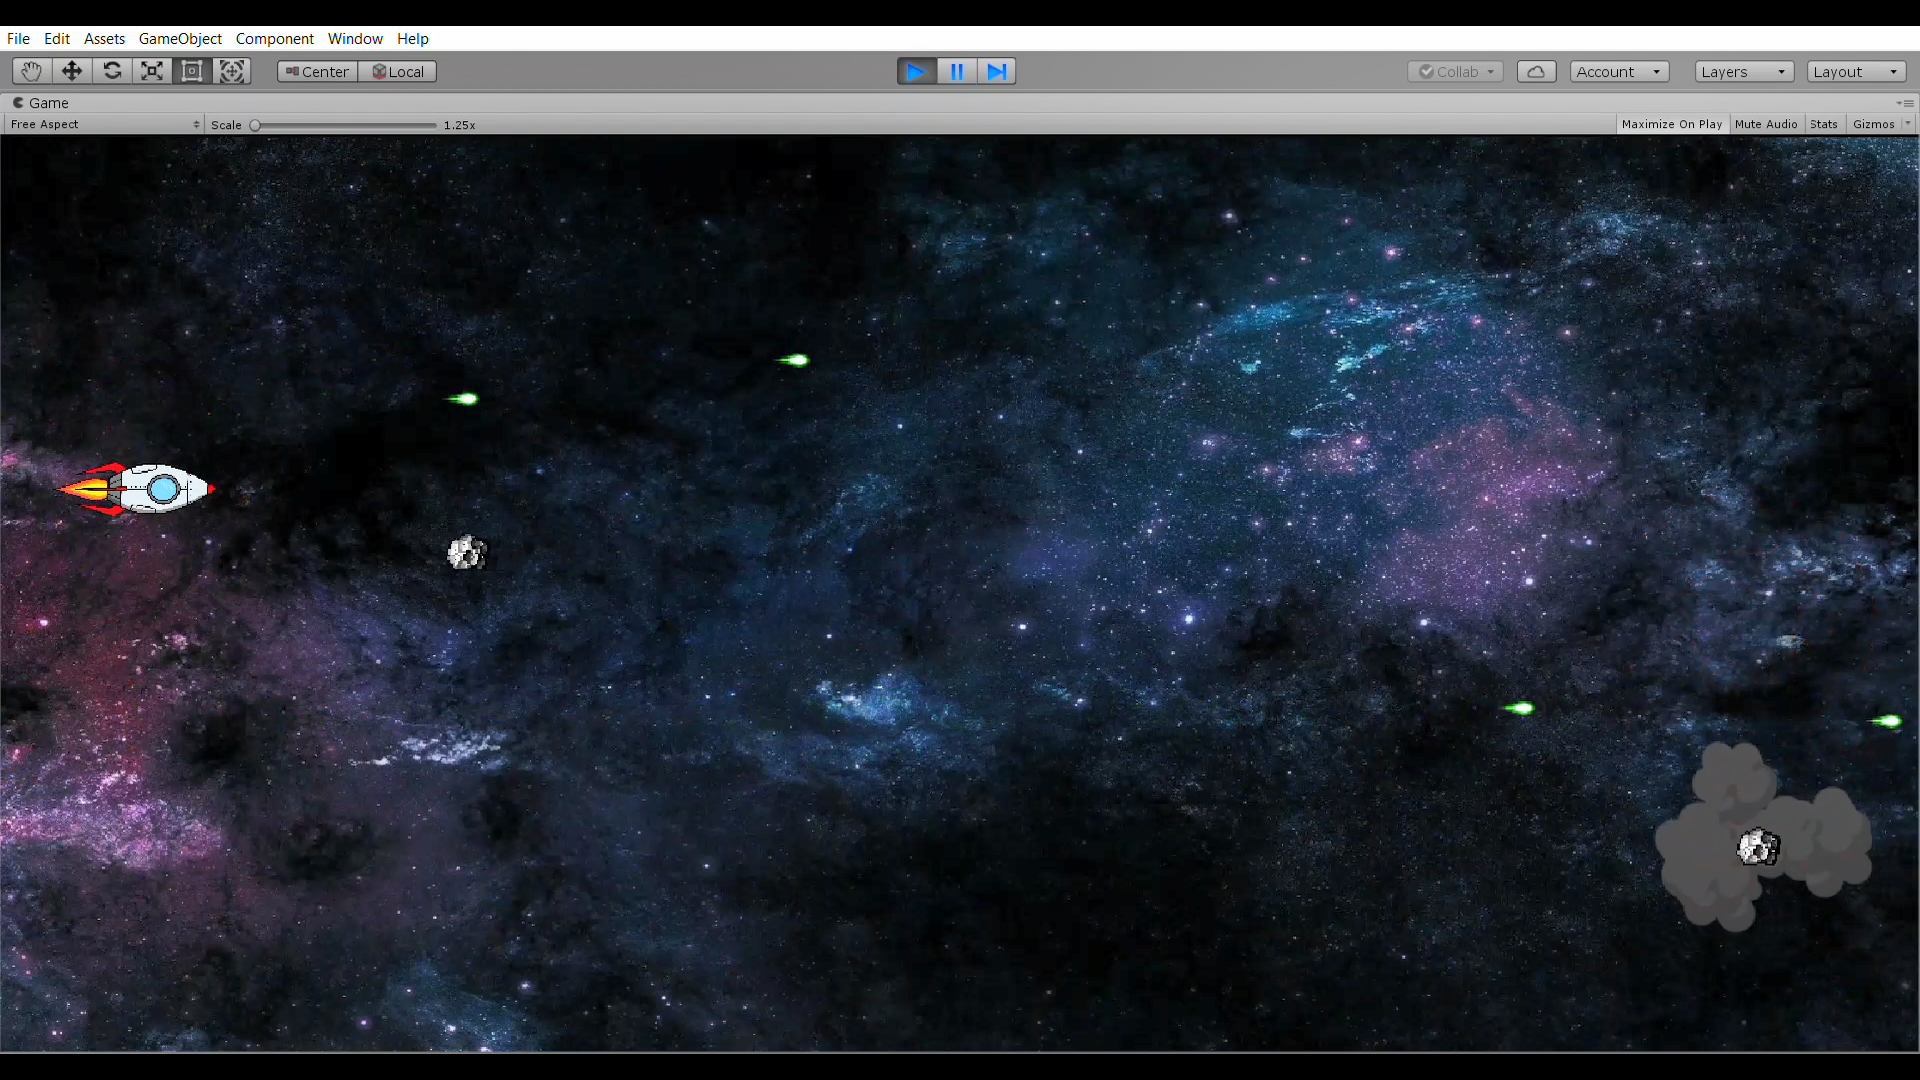 File Edit Assets GameObject Component Window Help
Center Local Collab Account Layers Layout
Game
Free Aspect Scale 1.25x Maximize On Play Mute Audio Stats Gizmos